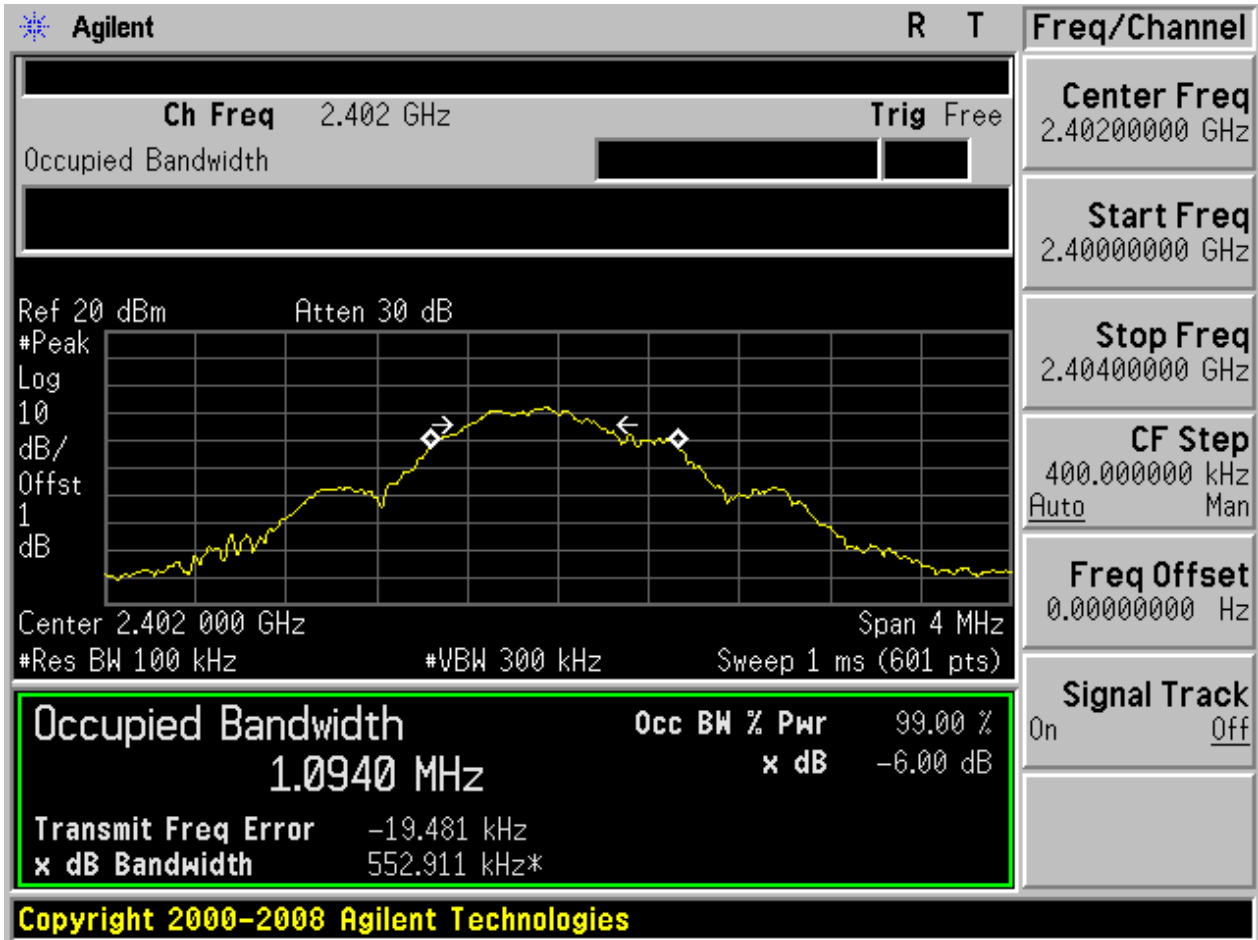 Agilent R T
Freq/Channel
Ch Freq 2.402 GHz Trig Free
Occupied Bandwidth
Ref 20 dBm Atten 30 dB
#Peak
Log
10
dB/
Offst
1
dB
Center 2.402 000 GHz Span 4 MHz
#Res BW 100 kHz #VBW 300 kHz Sweep 1 ms (601 pts)
Occupied Bandwidth
1.0940 MHz
Occ BW % Pwr 99.00 %
x dB -6.00 dB
Transmit Freq Error -19.481 kHz
x dB Bandwidth 552.911 kHz*
Copyright 2000-2008 Agilent Technologies
Center Freq
2.40200000 GHz
Start Freq
2.40000000 GHz
Stop Freq
2.40400000 GHz
CF Step
400.000000 kHz
Auto Man
Freq Offset
0.00000000 Hz
Signal Track
On Off